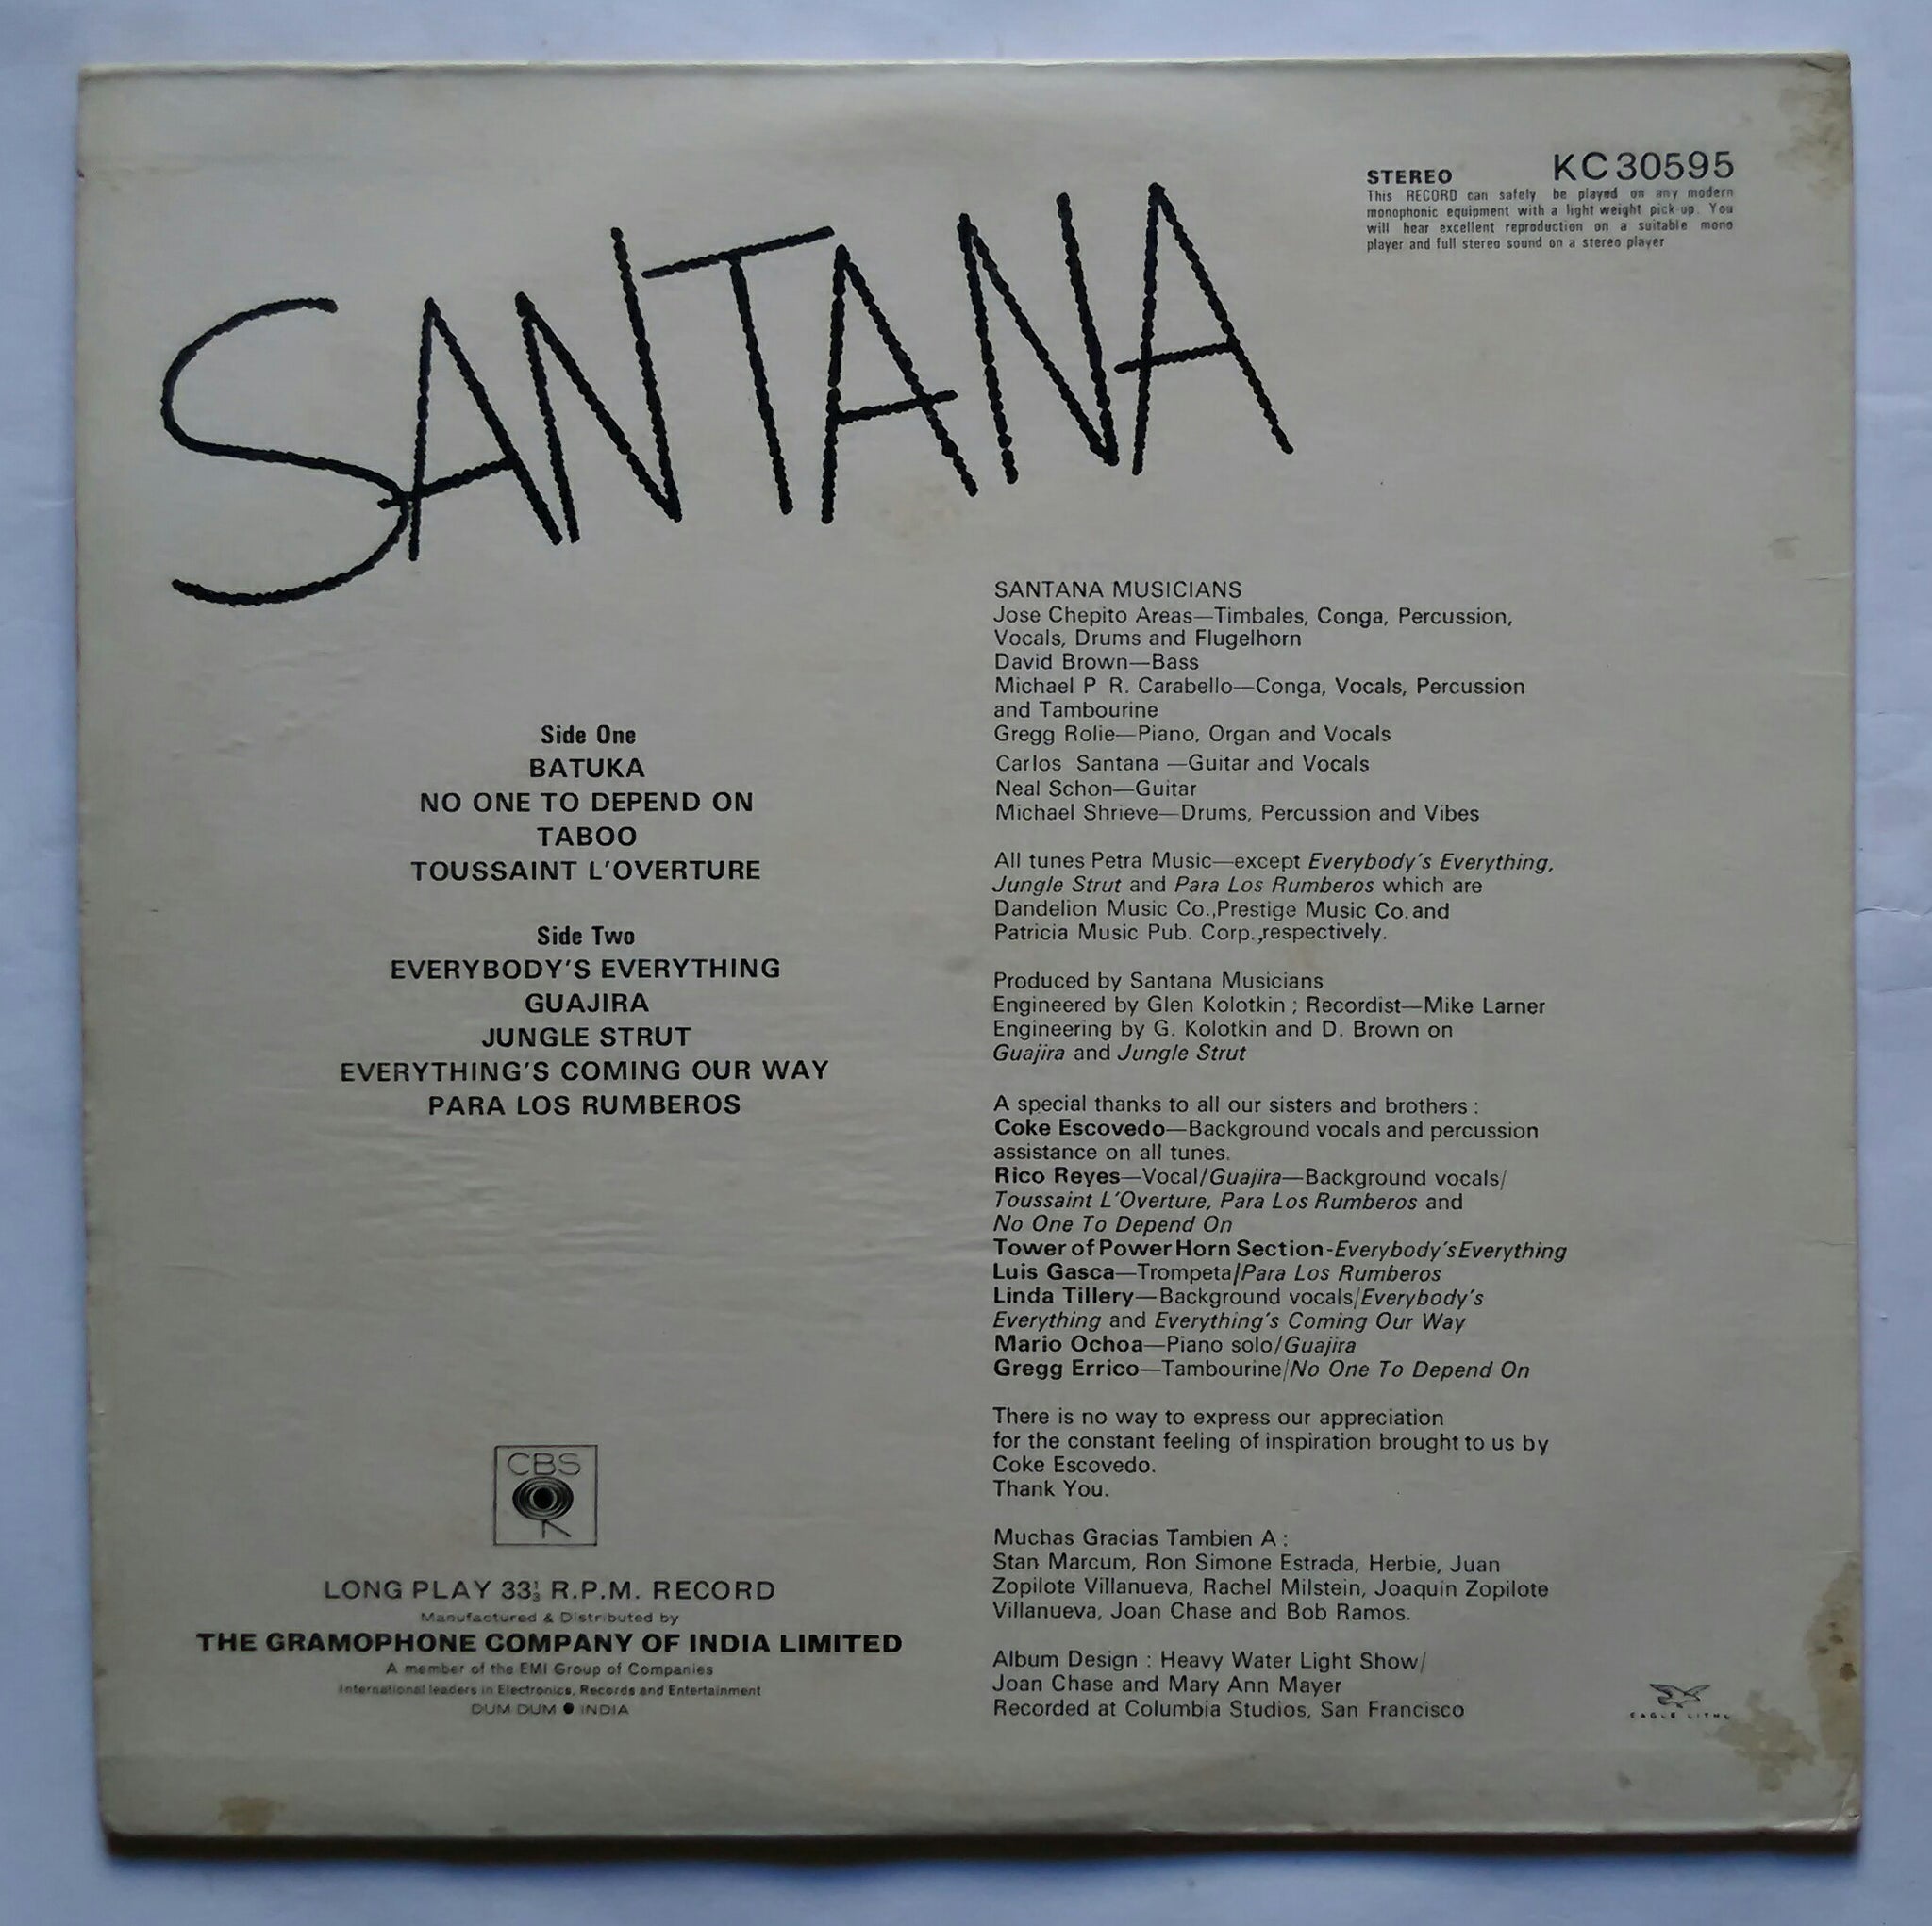 STEREO KC 30595
This RECORD can safely be played on any modern
monophonic equipment with a light weight pick-up. You
will hear excellent reproduction on a suitable mono
player and full stereo sound on a stereo player
SANTANA
Side One
BATUKA
NO ONE TO DEPEND ON
TABOO
TOUSSAINT L'OVERTURE
Side Two
EVERYBODY'S EVERYTHING
GUAJIRA
JUNGLE STRUT
EVERYTHING'S COMING OUR WAY
PARA LOS RUMBEROS
CBS
LONG PLAY 33⅓ R.P.M. RECORD
Manufactured & Distributed by
THE GRAMOPHONE COMPANY OF INDIA LIMITED
A member of the EMI Group of Companies
International leaders in Electronics, Records and Entertainment
DUM DUM ● INDIA
SANTANA MUSICIANS
Jose Chepito Areas—Timbales, Conga, Percussion,
Vocals, Drums and Flugelhorn
David Brown—Bass
Michael P R. Carabello—Conga, Vocals, Percussion
and Tambourine
Gregg Rolie—Piano, Organ and Vocals
Carlos Santana —Guitar and Vocals
Neal Schon—Guitar
Michael Shrieve—Drums, Percussion and Vibes
All tunes Petra Music—except Everybody's Everything,
Jungle Strut and Para Los Rumberos which are
Dandelion Music Co.,Prestige Music Co.and
Patricia Music Pub. Corp.,respectively.
Produced by Santana Musicians
Engineered by Glen Kolotkin ; Recordist—Mike Larner
Engineering by G. Kolotkin and D. Brown on
Guajira and Jungle Strut
A special thanks to all our sisters and brothers :
Coke Escovedo—Background vocals and percussion
assistance on all tunes.
Rico Reyes—Vocal/Guajira—Background vocals/
Toussaint L'Overture, Para Los Rumberos and
No One To Depend On
Tower of Power Horn Section-Everybody's Everything
Luis Gasca—Trompeta/Para Los Rumberos
Linda Tillery—Background vocals/Everybody's
Everything and Everything's Coming Our Way
Mario Ochoa—Piano solo/Guajira
Gregg Errico—Tambourine/No One To Depend On
There is no way to express our appreciation
for the constant feeling of inspiration brought to us by
Coke Escovedo.
Thank You.
Muchas Gracias Tambien A :
Stan Marcum, Ron Simone Estrada, Herbie, Juan
Zopilote Villanueva, Rachel Milstein, Joaquin Zopilote
Villanueva, Joan Chase and Bob Ramos.
Album Design : Heavy Water Light Show/
Joan Chase and Mary Ann Mayer
Recorded at Columbia Studios, San Francisco
EAGLE LITHO